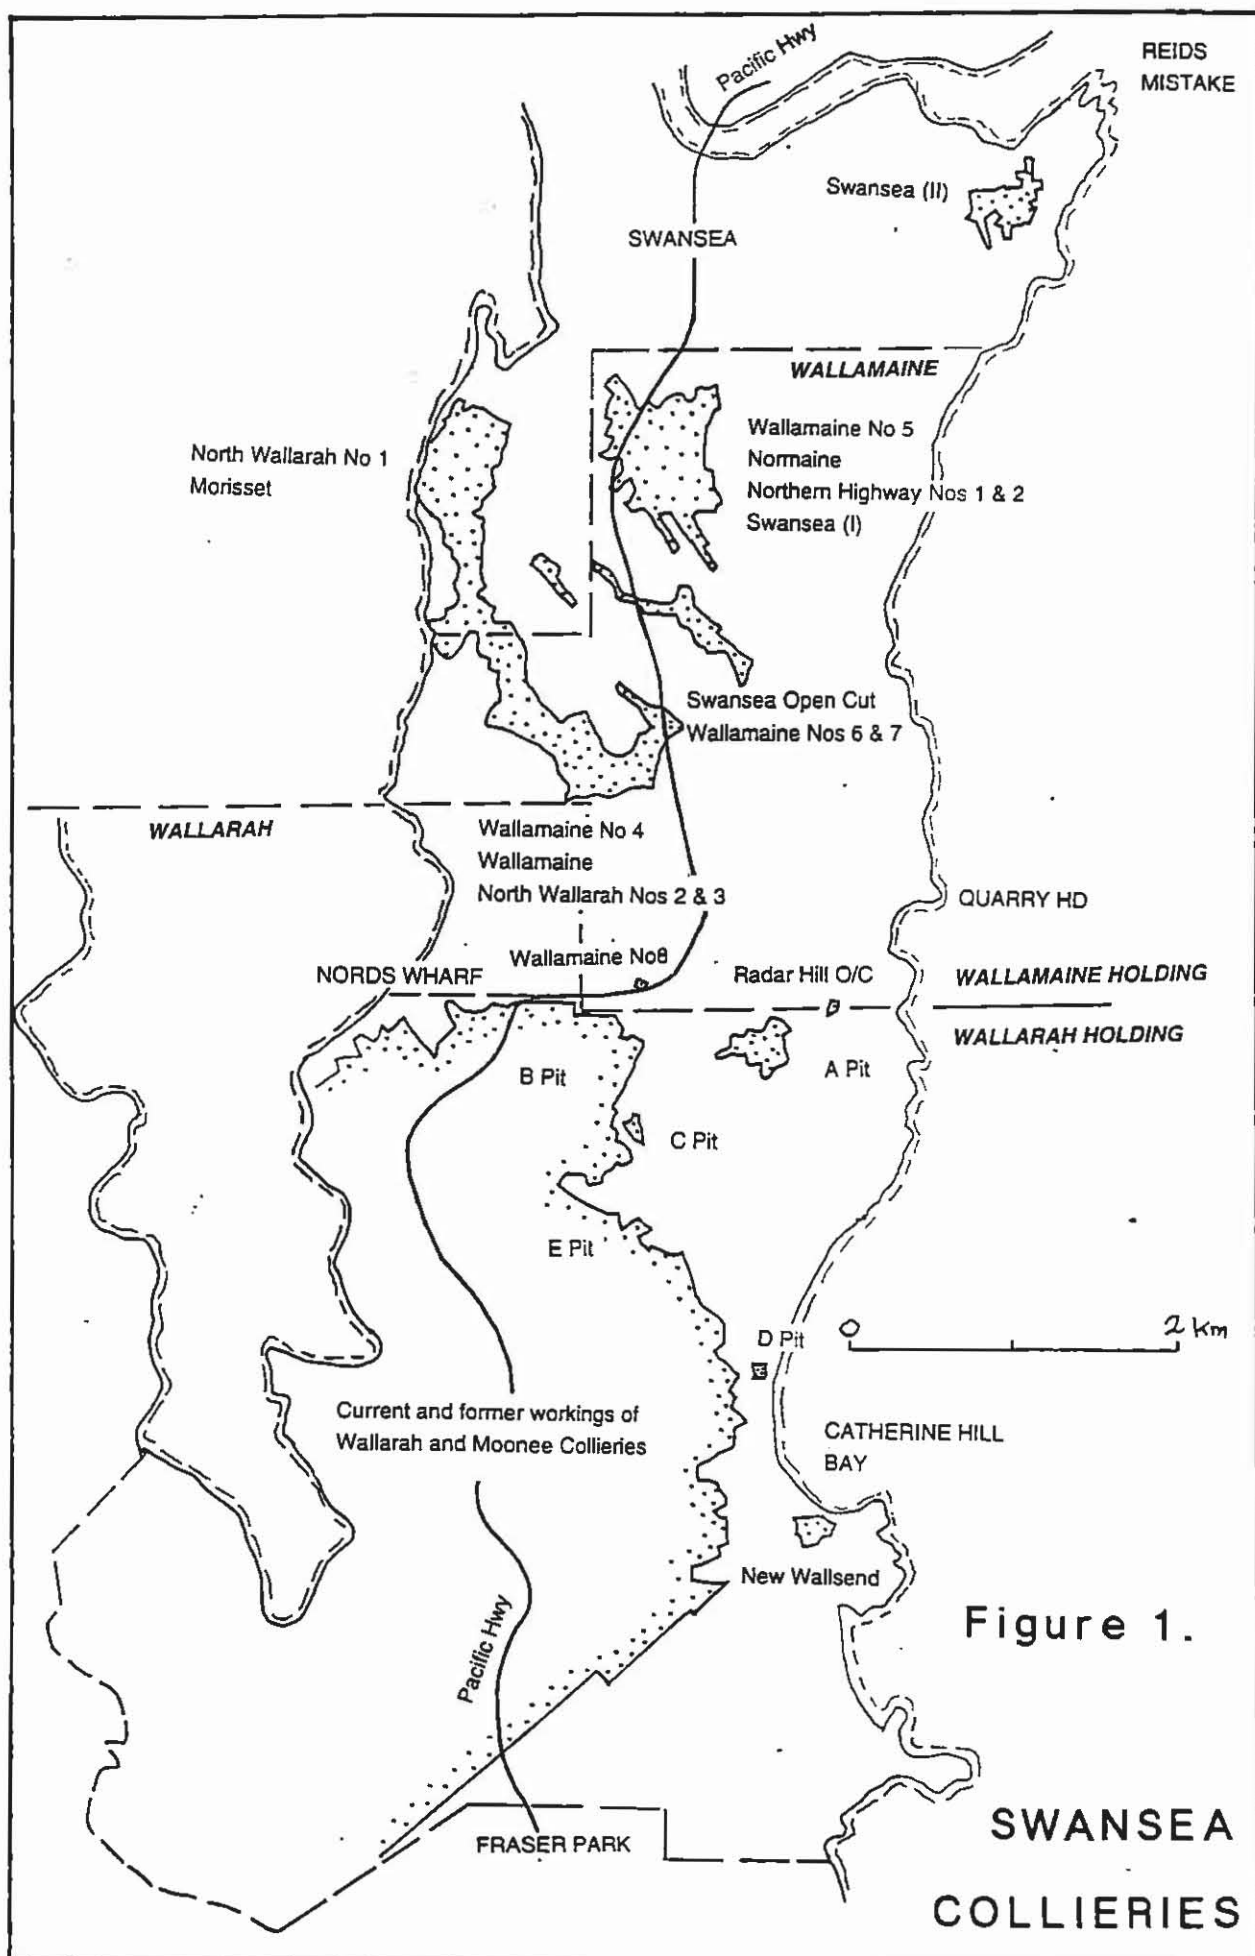 Pacific Hwy
REIDS
MISTAKE
Swansea (II)
SWANSEA
WALLAMAINE
North Wallarah No 1
Morisset
Wallamaine No 5
Normaine
Northern Highway Nos 1 & 2
Swansea (I)
Swansea Open Cut
Wallamaine Nos 6 & 7
WALLARAH
Wallamaine No 4
Wallamaine
North Wallarah Nos 2 & 3
QUARRY HD
Wallamaine No8
NORDS WHARF
Radar Hill O/C
WALLAMAINE HOLDING
WALLARAH HOLDING
B Pit
A Pit
C Pit
E Pit
D Pit
0
2 Km
Current and former workings of
Wallarah and Moonee Collieries
CATHERINE HILL
BAY
New Wallsend
Pacific Hwy
Figure 1.
FRASER PARK
SWANSEA
COLLIERIES